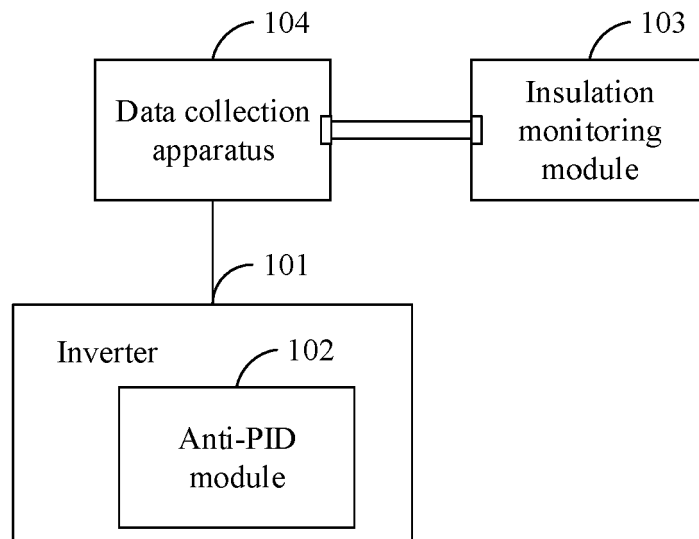 104
103
Data collection
apparatus
Insulation
monitoring
module
101
Inverter
102
Anti-PID
module